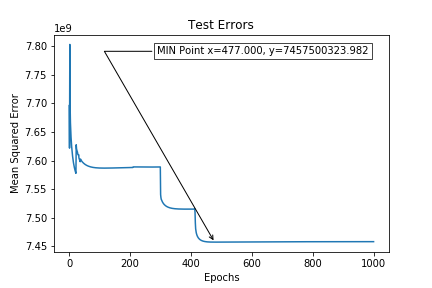 Test Errors
1e9
MIN Point x=477.000, y=7457500323.982
7.80
7.75
7.70
7.65
7.60
7.55
7.50
7.45
Mean Squared Error
0 200 400 600 800 1000
Epochs